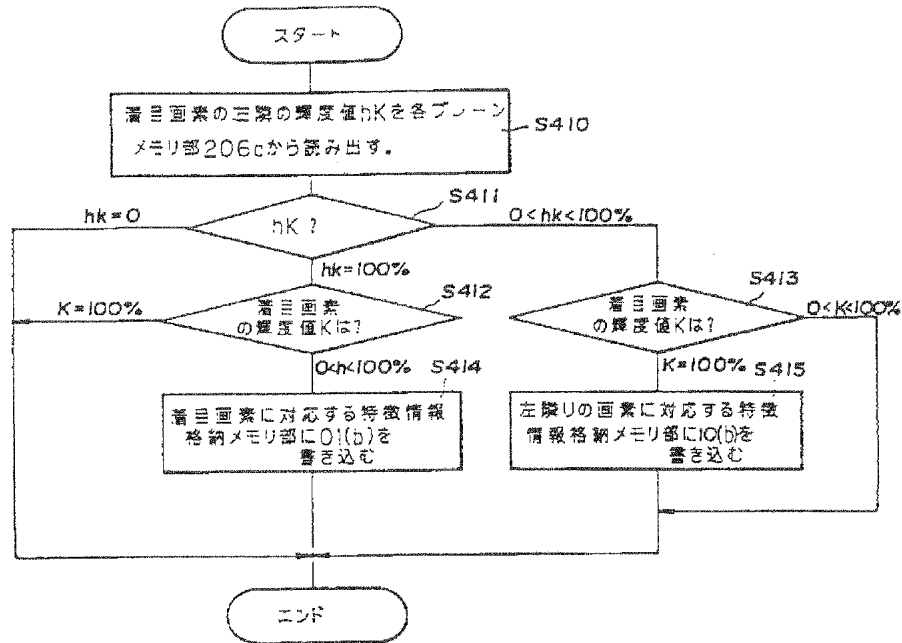 スタート
着目画素の左隣の輝度値hKを各プレーン
メモリ部206cから読み出す。
S410
hk=0
hK?
S411
0<hk<100%
hk=100%
K=100%
着目画素
の輝度値Kは?
S412
着目画素
の輝度値Kは?
S413
0<K<100%
0<h<100%
S414
K=100%
S415
着目画素に対応する特徴情報
格納メモリ部に01(b)を
書き込む
左隣りの画素に対応する特徴
情報格納メモリ部に10(b)を
書き込む
エンド